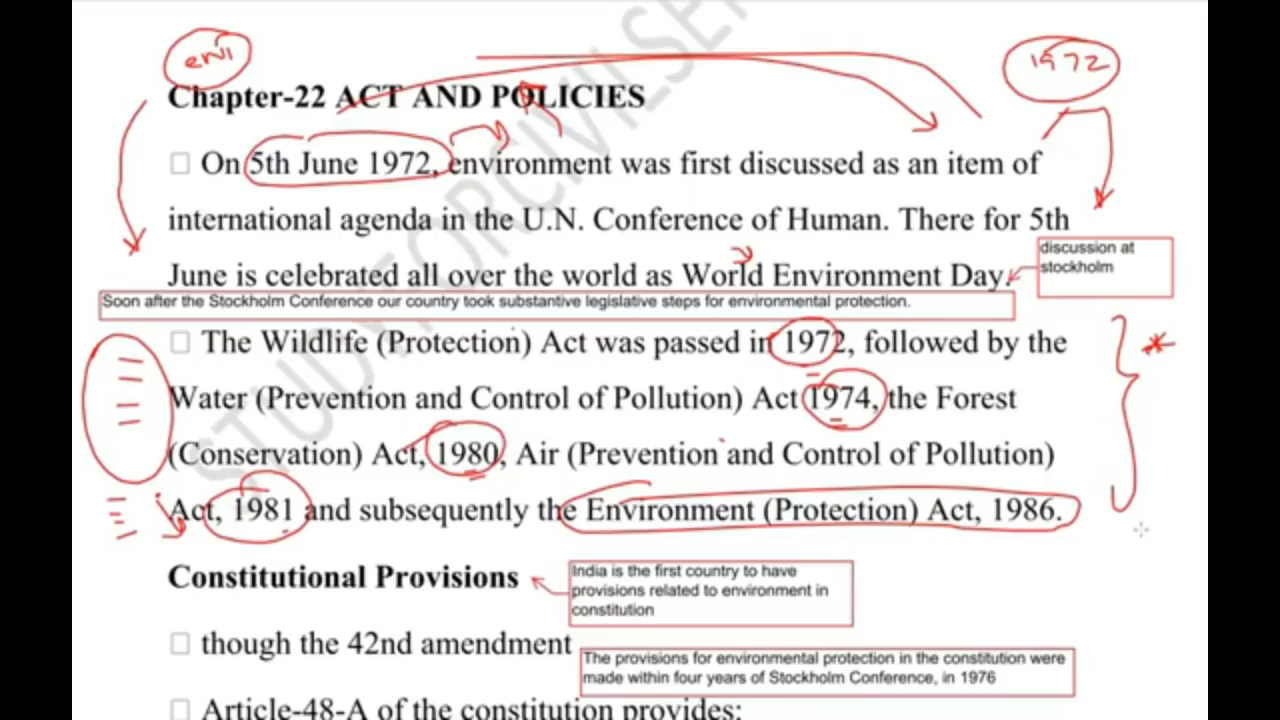 envi
1972
Chapter-22 ACT AND POLICIES
On 5th June 1972, environment was first discussed as an item of
international agenda in the U.N. Conference of Human. There for 5th
June is celebrated all over the world as World Environment Day.
discussion at
stockholm
Soon after the Stockholm Conference our country took substantive legislative steps for environmental protection.
The Wildlife (Protection) Act was passed in 1972, followed by the
Water (Prevention and Control of Pollution) Act 1974, the Forest
(Conservation) Act, 1980, Air (Prevention and Control of Pollution)
Act, 1981 and subsequently the Environment (Protection) Act, 1986.
Constitutional Provisions
India is the first country to have
provisions related to environment in
constitution
though the 42nd amendment
The provisions for environmental protection in the constitution were
made within four years of Stockholm Conference, in 1976
Article-48-A of the constitution provides:
STUDYFORCIVILSE